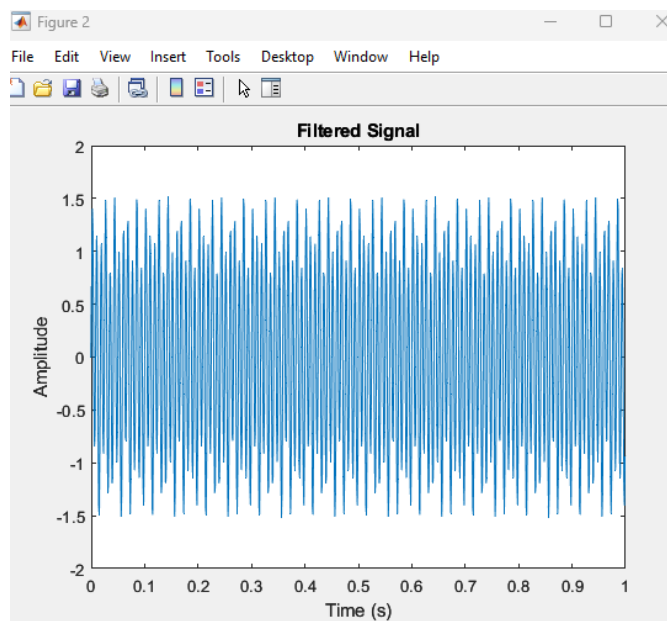 Figure 2
File Edit View Insert Tools Desktop Window Help
Filtered Signal
2
1.5
1
0.5
0
-0.5
-1
-1.5
-2
Amplitude
0 0.1 0.2 0.3 0.4 0.5 0.6 0.7 0.8 0.9 1
Time (s)